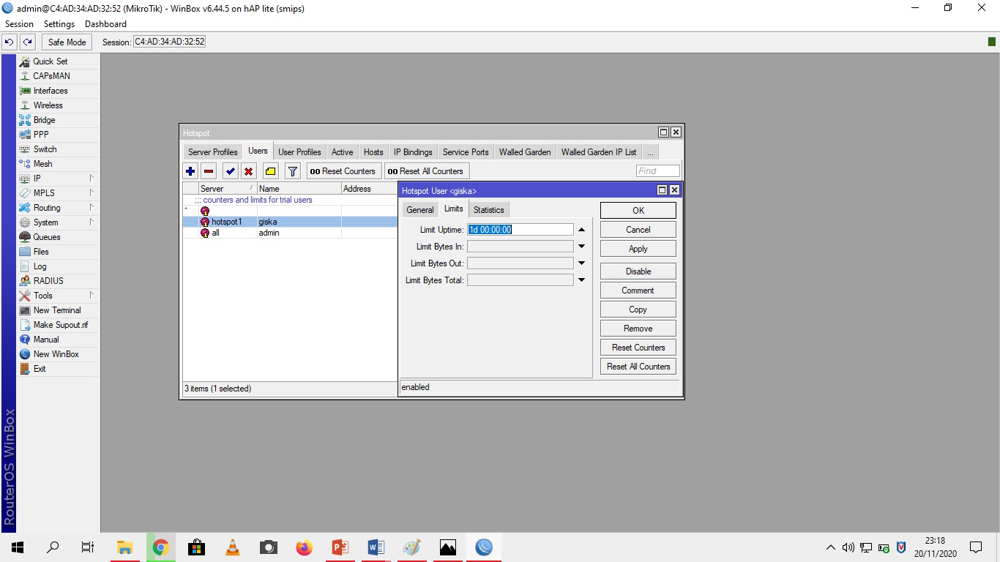 admin@C4:AD:34:AD:32:52 (MikroTik) - WinBox v6.44.5 on hAP lite (smips)
Session Settings Dashboard
Safe Mode Session: C4:AD:34:AD:32:52
Quick Set
CAPsMAN
Interfaces
Wireless
Bridge
PPP
Switch
Mesh
IP
MPLS
Routing
System
Queues
Files
Log
RADIUS
Tools
New Terminal
Make Supout.rif
Manual
New WinBox
Exit
RouterOS WinBox
Hotspot
Server Profiles Users User Profiles Active Hosts IP Bindings Service Ports Walled Garden Walled Garden IP List ...
00 Reset Counters 00 Reset All Counters Find
Server Name Address
;;; counters and limits for trial users
*
hotspot1 giska
all admin
3 items (1 selected)
Hotspot User <giska>
General Limits Statistics
Limit Uptime: 1d 00:00:00
Limit Bytes In:
Limit Bytes Out:
Limit Bytes Total:
OK
Cancel
Apply
Disable
Comment
Copy
Remove
Reset Counters
Reset All Counters
enabled
23:18
20/11/2020